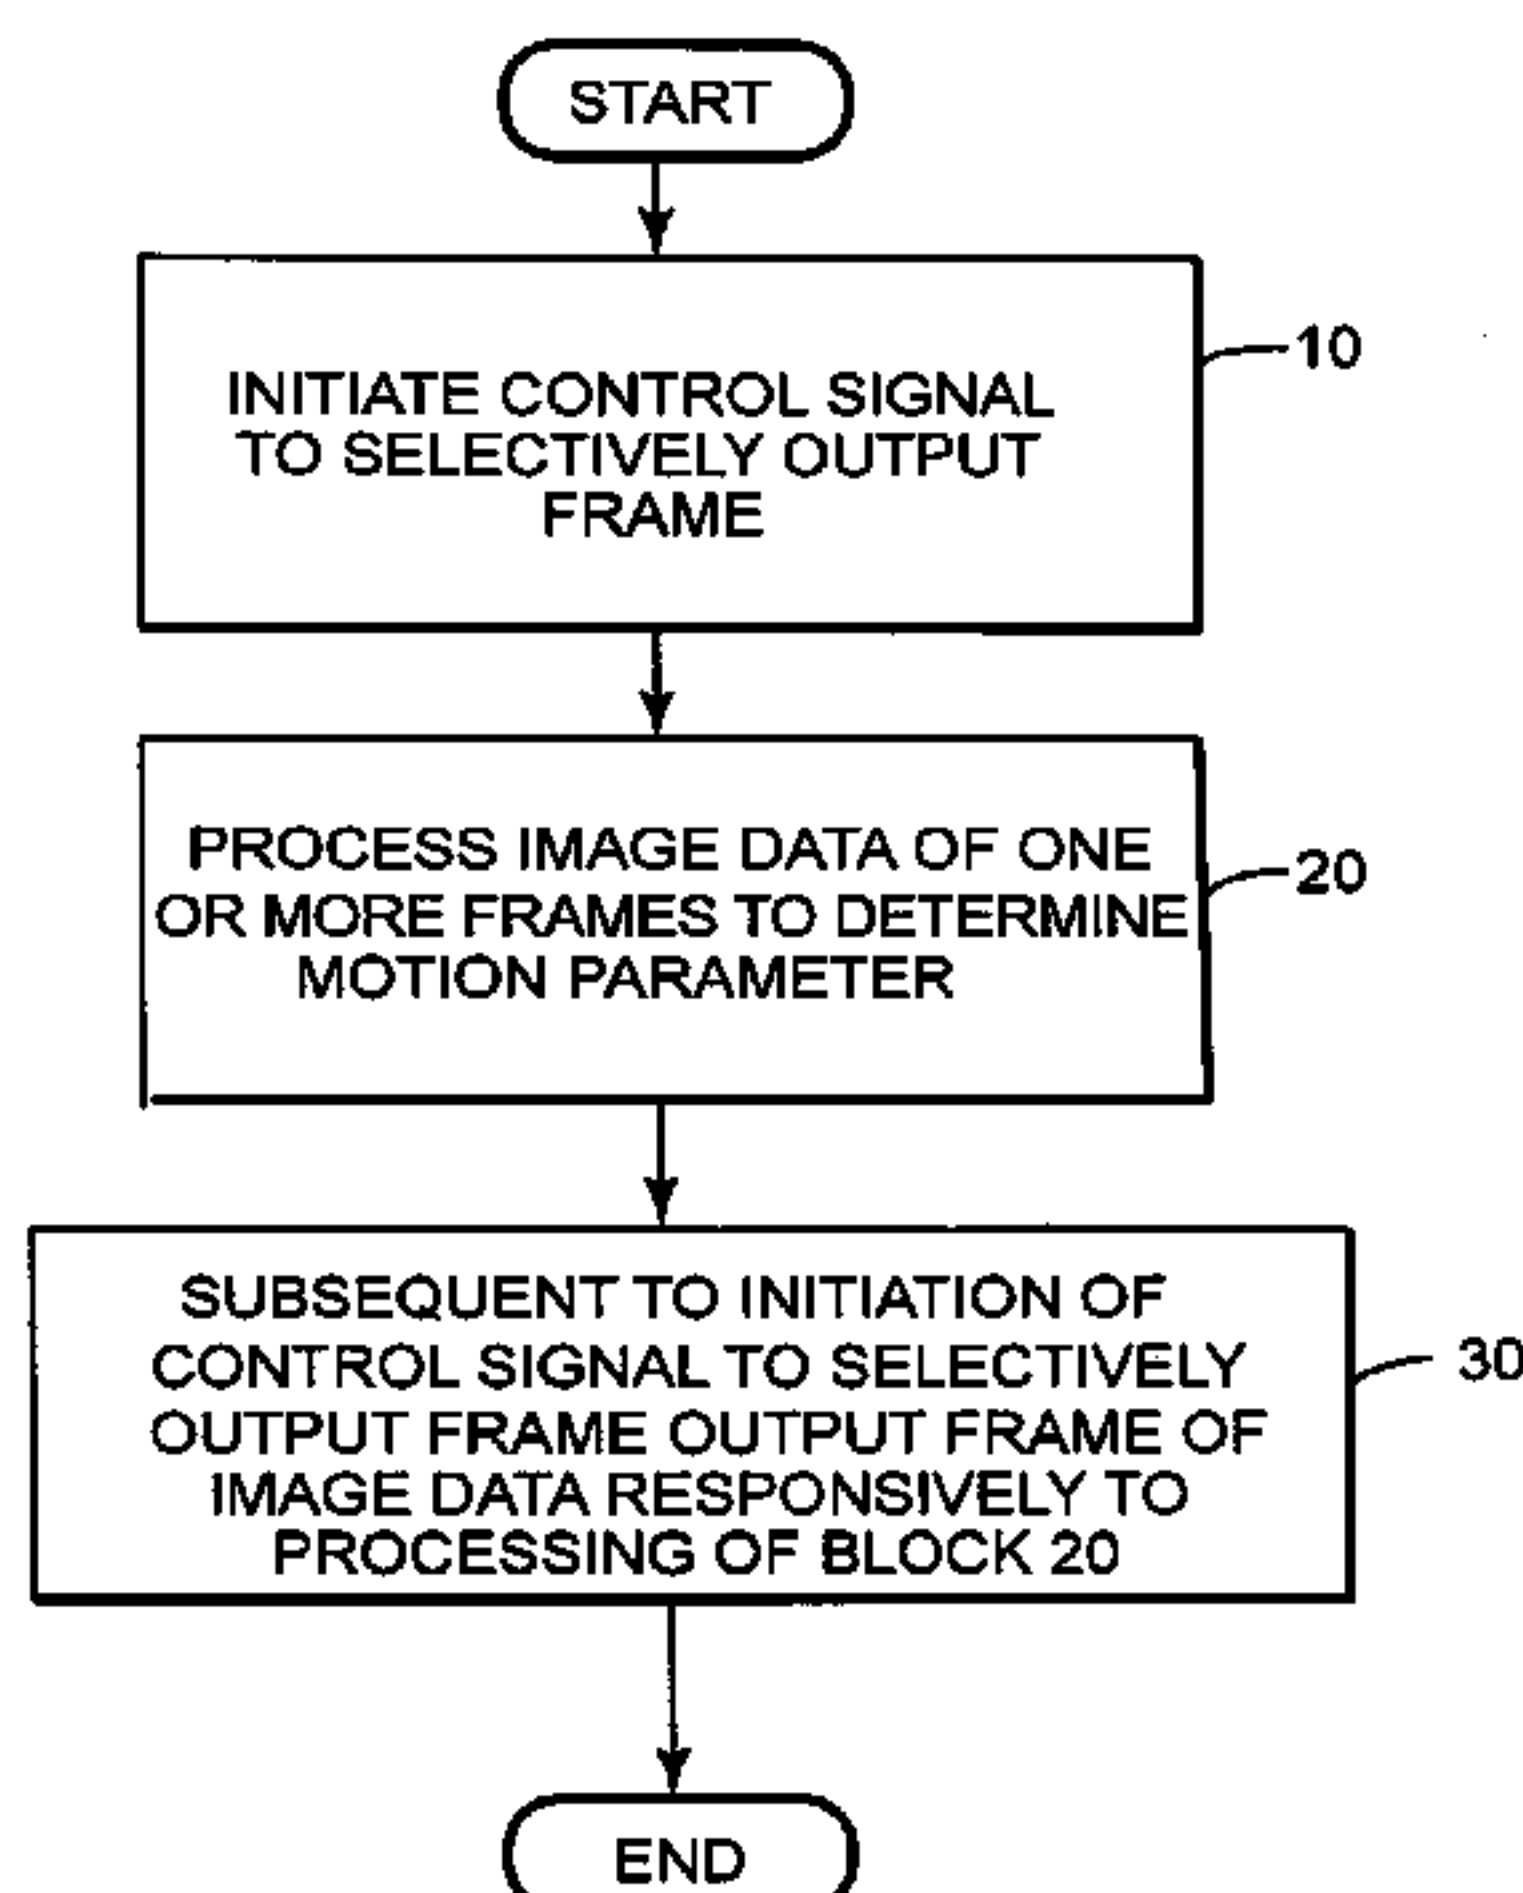 START
INITIATE CONTROL SIGNAL
TO SELECTIVELY OUTPUT
FRAME
10
PROCESS IMAGE DATA OF ONE
OR MORE FRAMES TO DETERMINE
MOTION PARAMETER
20
SUBSEQUENT TO INITIATION OF
CONTROL SIGNAL TO SELECTIVELY
OUTPUT FRAME OUTPUT FRAME OF
IMAGE DATA RESPONSIVELY TO
PROCESSING OF BLOCK 20
30
END